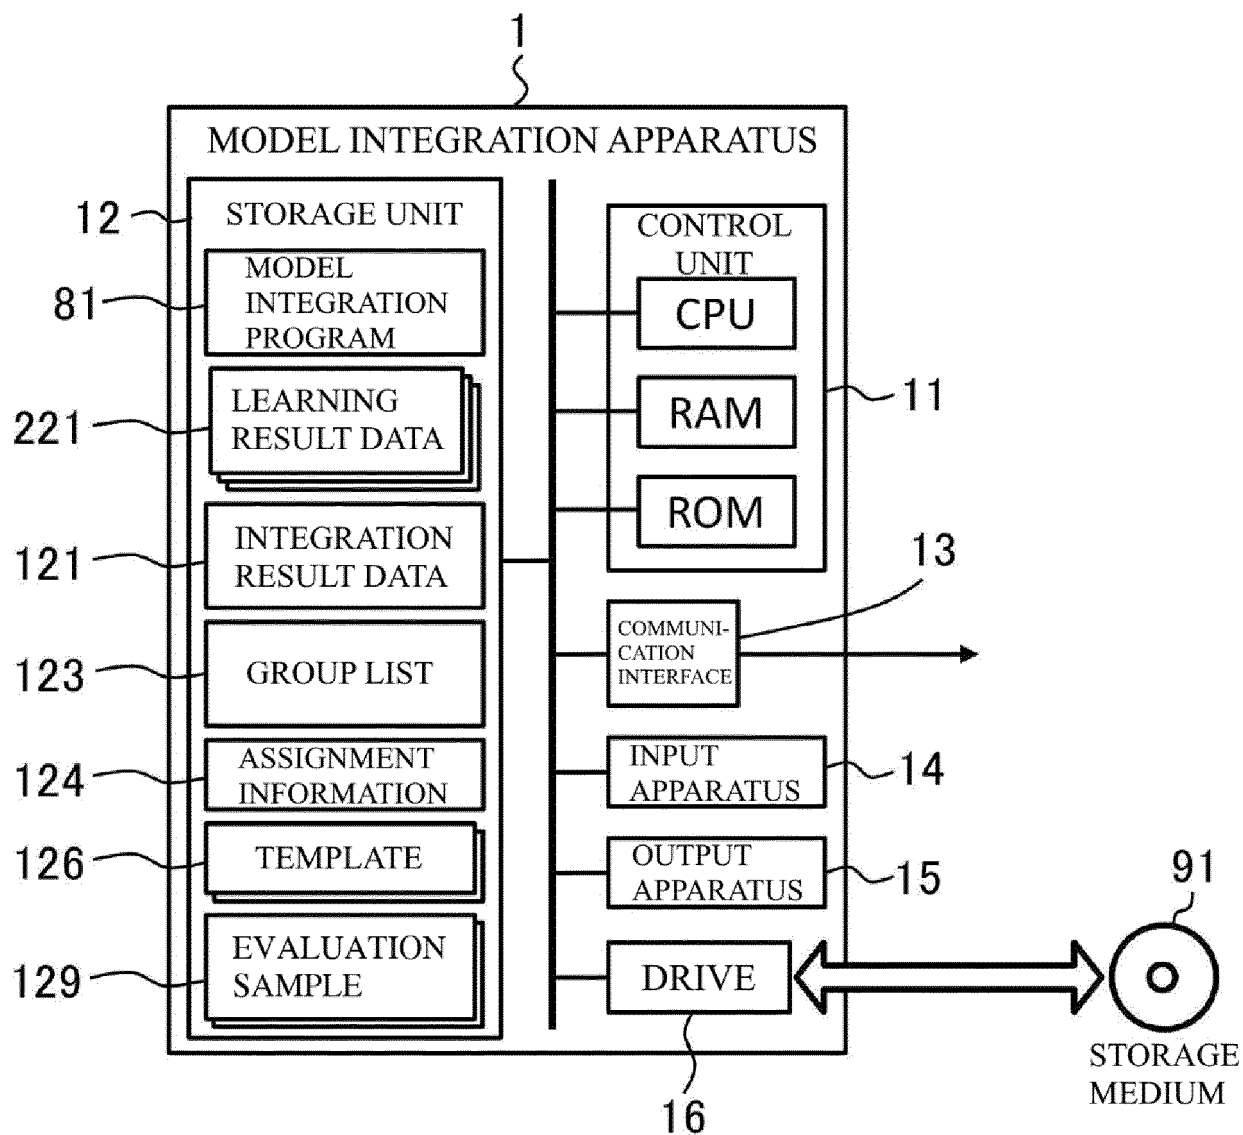 1
MODEL INTEGRATION APPARATUS
12
STORAGE UNIT
81
MODEL
INTEGRATION
PROGRAM
221
LEARNING
RESULT DATA
121
INTEGRATION
RESULT DATA
123
GROUP LIST
124
ASSIGNMENT
INFORMATION
126
TEMPLATE
129
EVALUATION
SAMPLE
CONTROL
UNIT
CPU
RAM
ROM
11
13
COMMUNI-
CATION
INTERFACE
INPUT
APPARATUS
14
OUTPUT
APPARATUS
15
DRIVE
16
91
STORAGE
MEDIUM